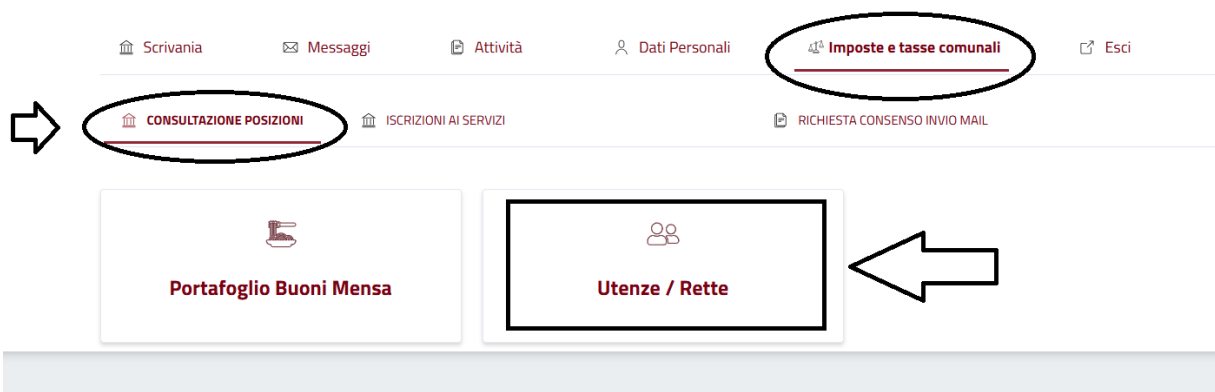 Scrivania Messaggi Attività Dati Personali Imposte e tasse comunali Esci
CONSULTAZIONE POSIZIONI ISCRIZIONI AI SERVIZI RICHIESTA CONSENSO INVIO MAIL
Portafoglio Buoni Mensa Utenze / Rette